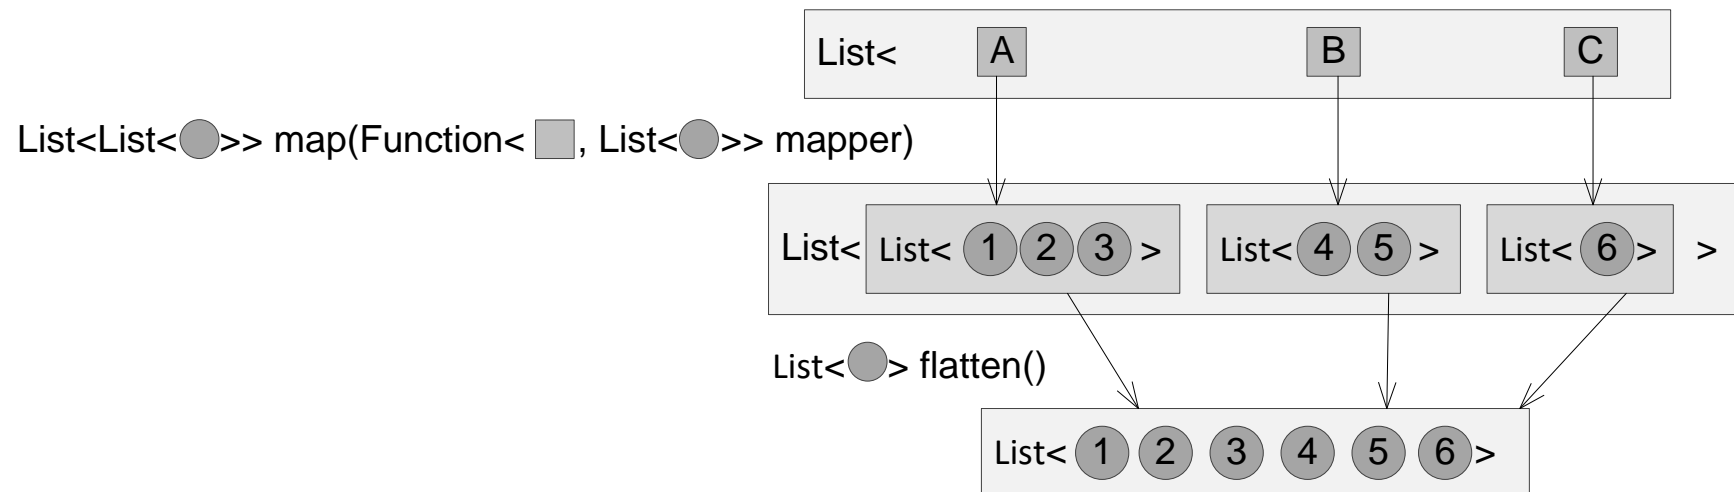 List< A B C
List<List< >> map(Function< , List< >> mapper)
List< List< 1 2 3 > List< 4 5 > List< 6 > >
List< > flatten()
List< 1 2 3 4 5 6 >